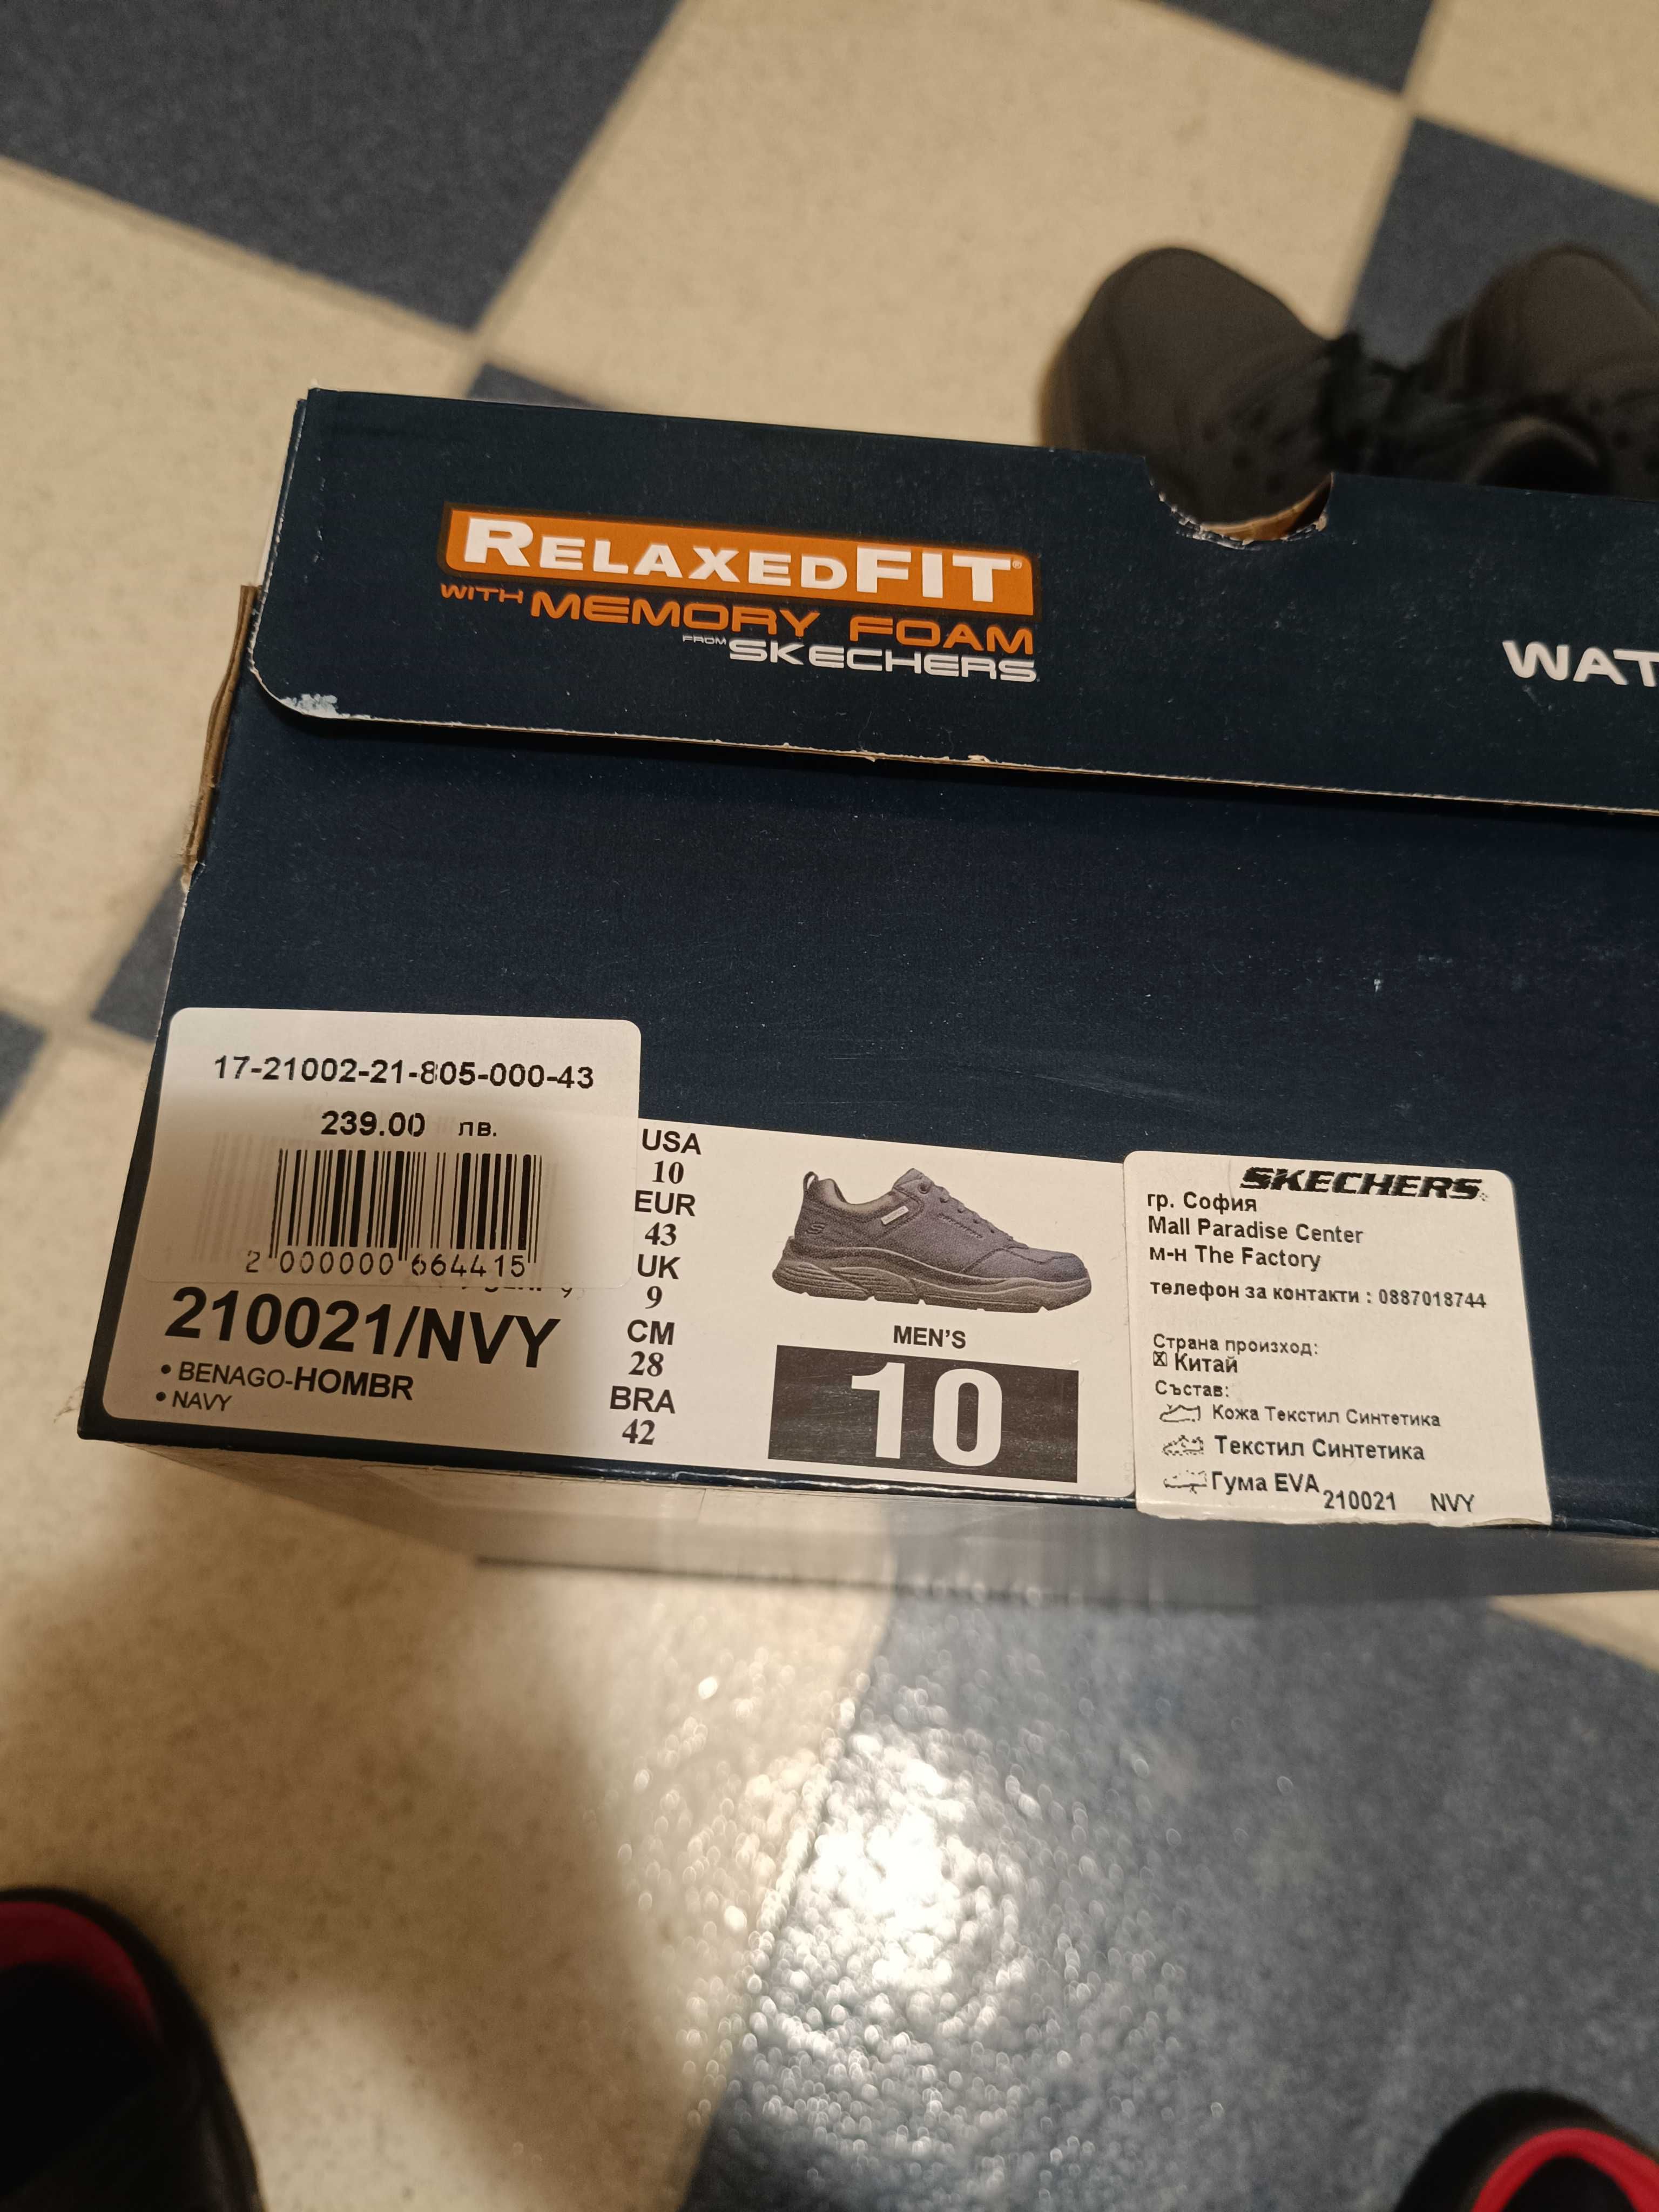 RELAXEDFIT®
WITH MEMORY FOAM
FROM SKECHERS
WAT
17-21002-21-805-000-43
239.00 лв.
2 000000 664415
210021/NVY
• BENAGO-HOMBR
• NAVY
USA
10
EUR
43
UK
9
CM
28
BRA
42
MEN'S
10
SKECHERS
гр. София
Mall Paradise Center
м-н The Factory
телефон за контакти : 0887018744
Страна произход:
☒ Китай
Състав:
Кожа Текстил Синтетика
Текстил Синтетика
Гума EVA
210021 NVY